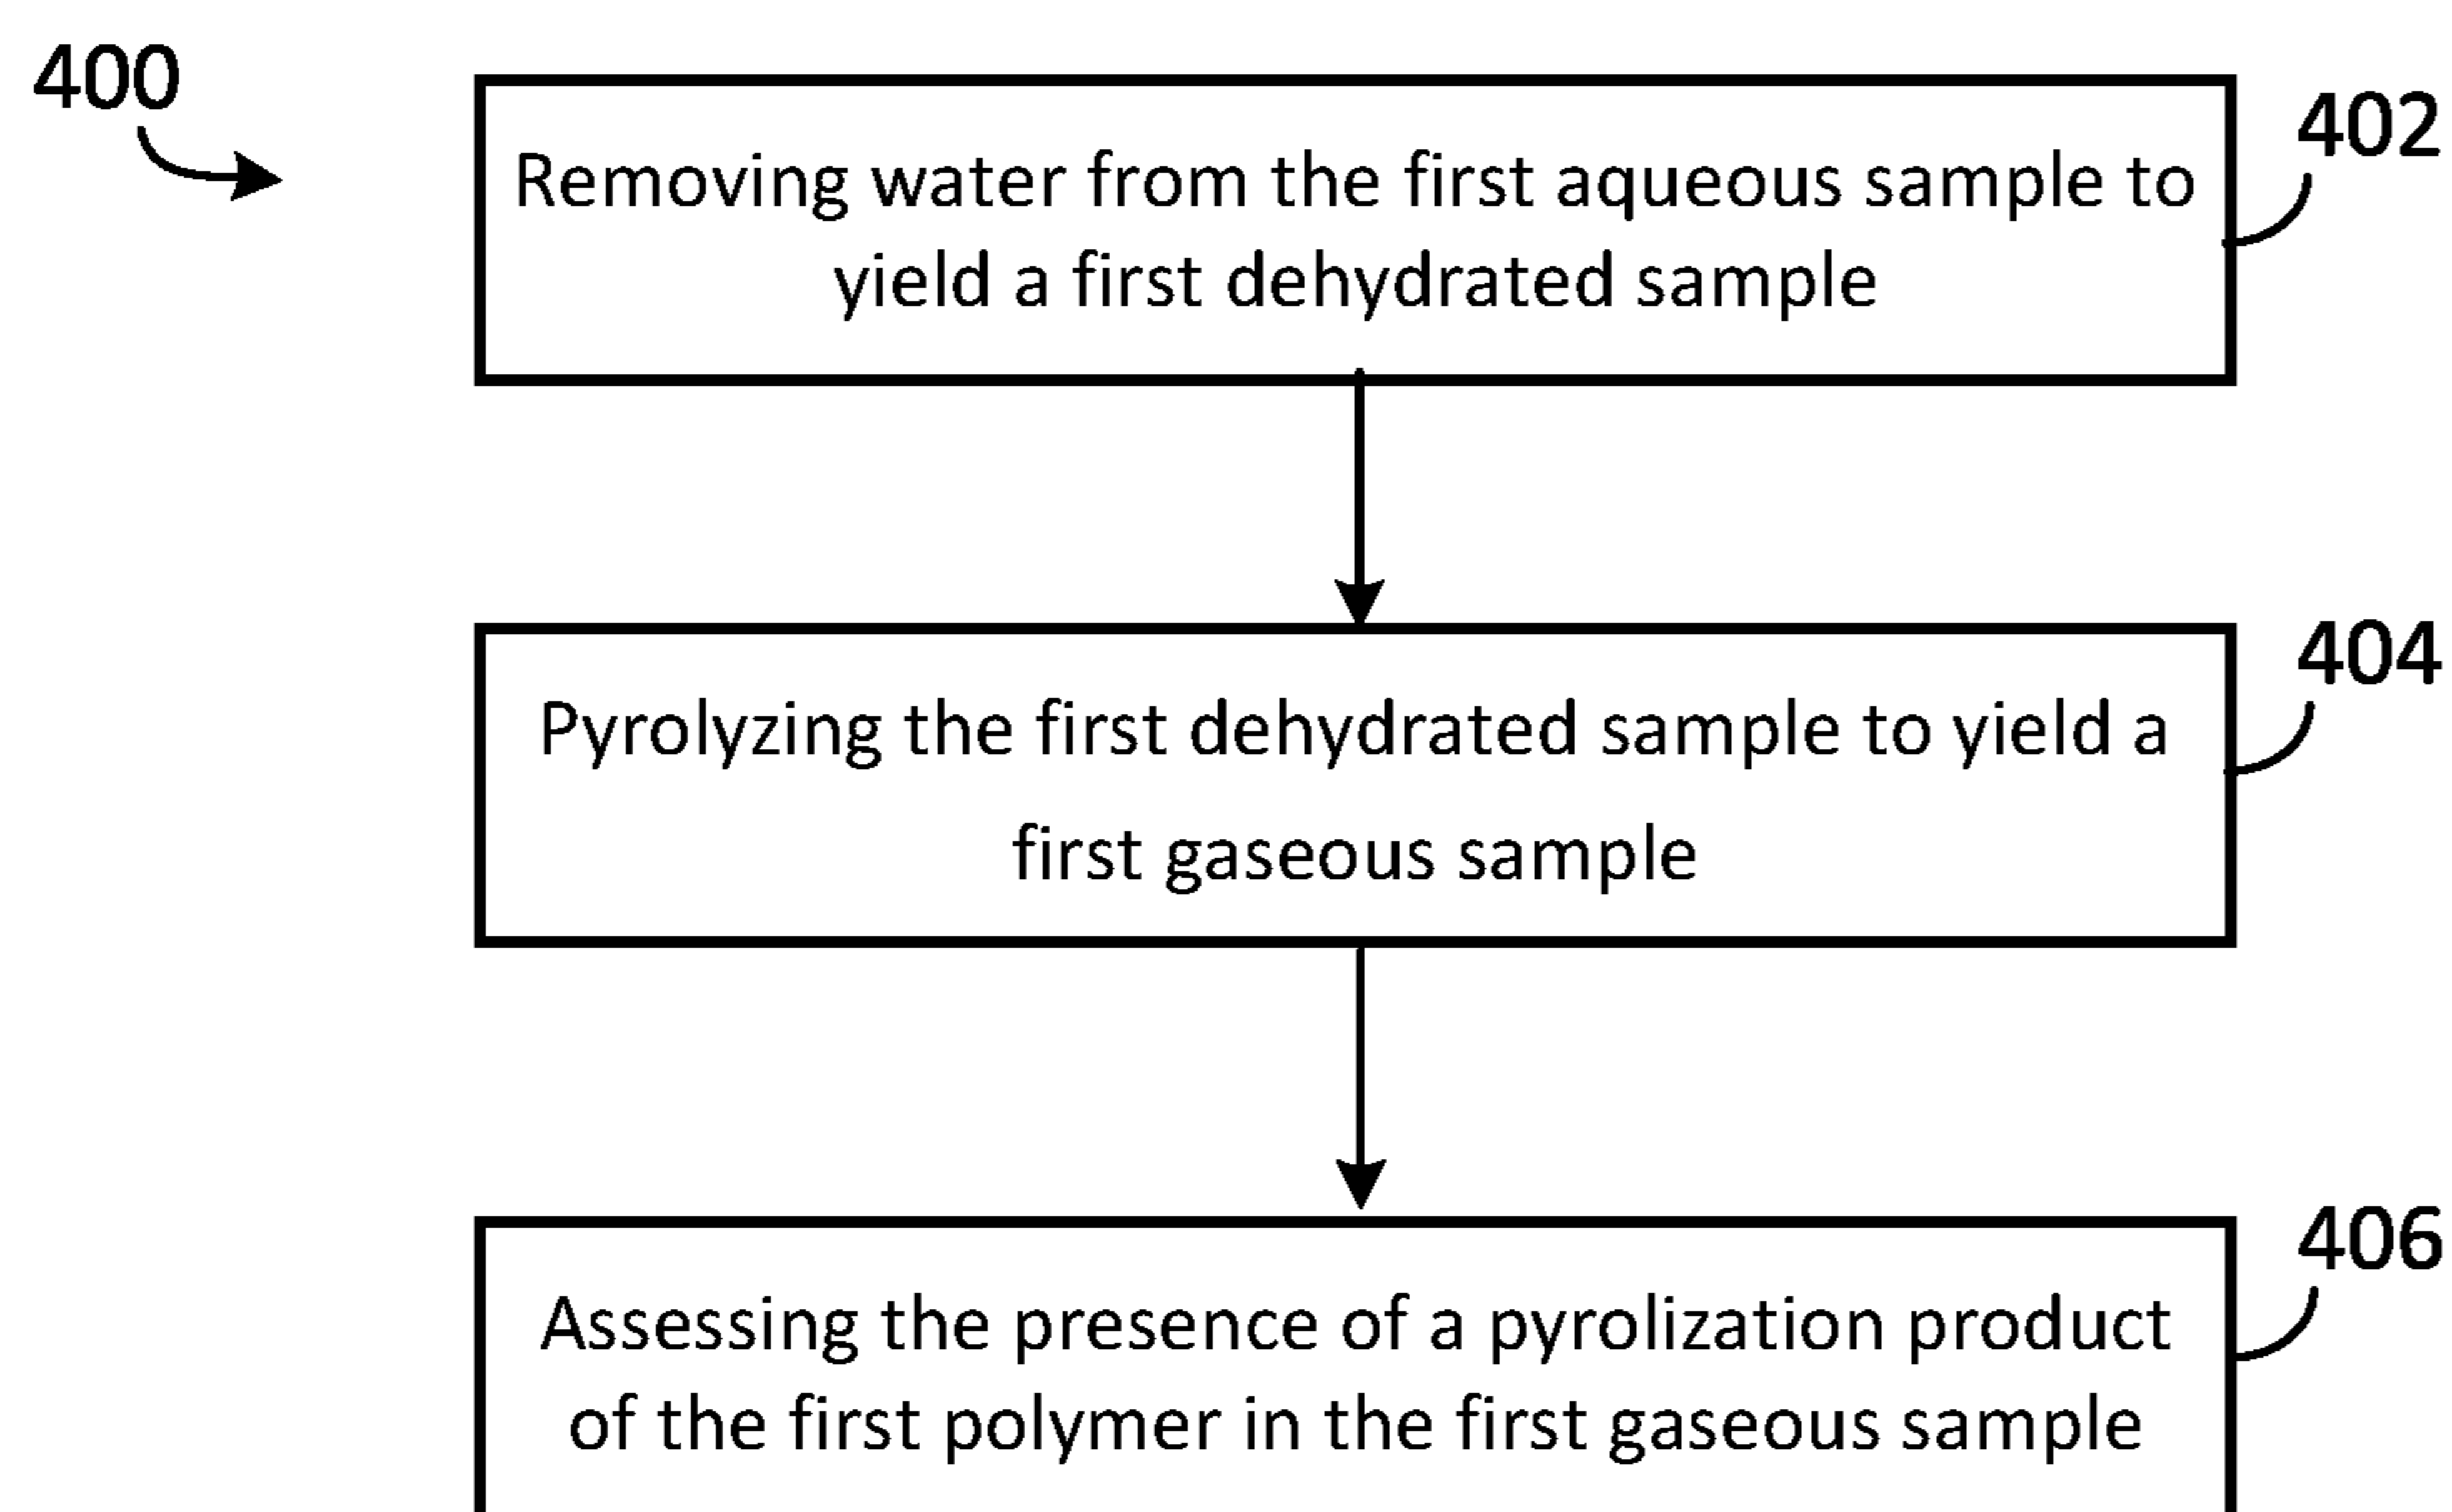 400
402
Removing water from the first aqueous sample to
yield a first dehydrated sample
404
Pyrolyzing the first dehydrated sample to yield a
first gaseous sample
406
Assessing the presence of a pyrolization product
of the first polymer in the first gaseous sample